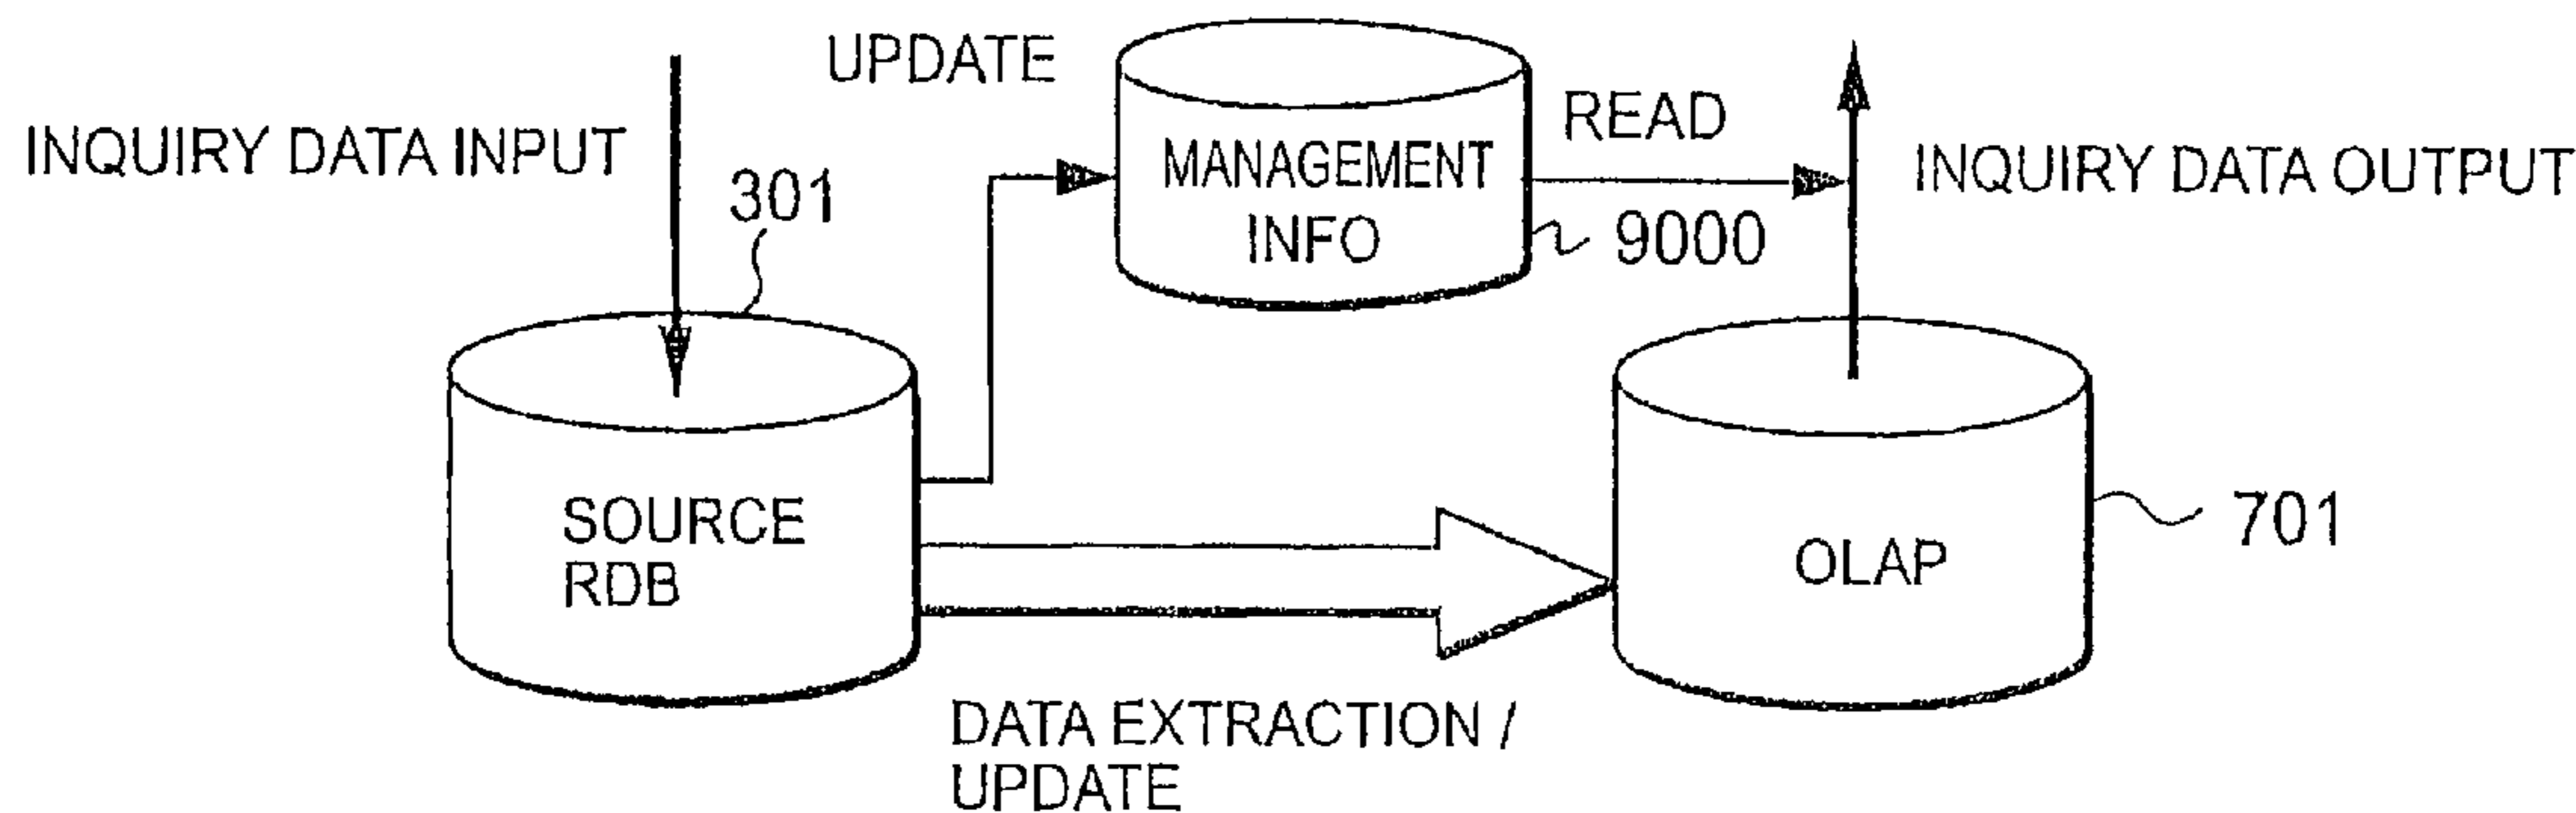 UPDATE
READ
INQUIRY DATA INPUT
301
MANAGEMENT
INFO
9000
INQUIRY DATA OUTPUT
SOURCE
RDB
OLAP
701
DATA EXTRACTION /
UPDATE